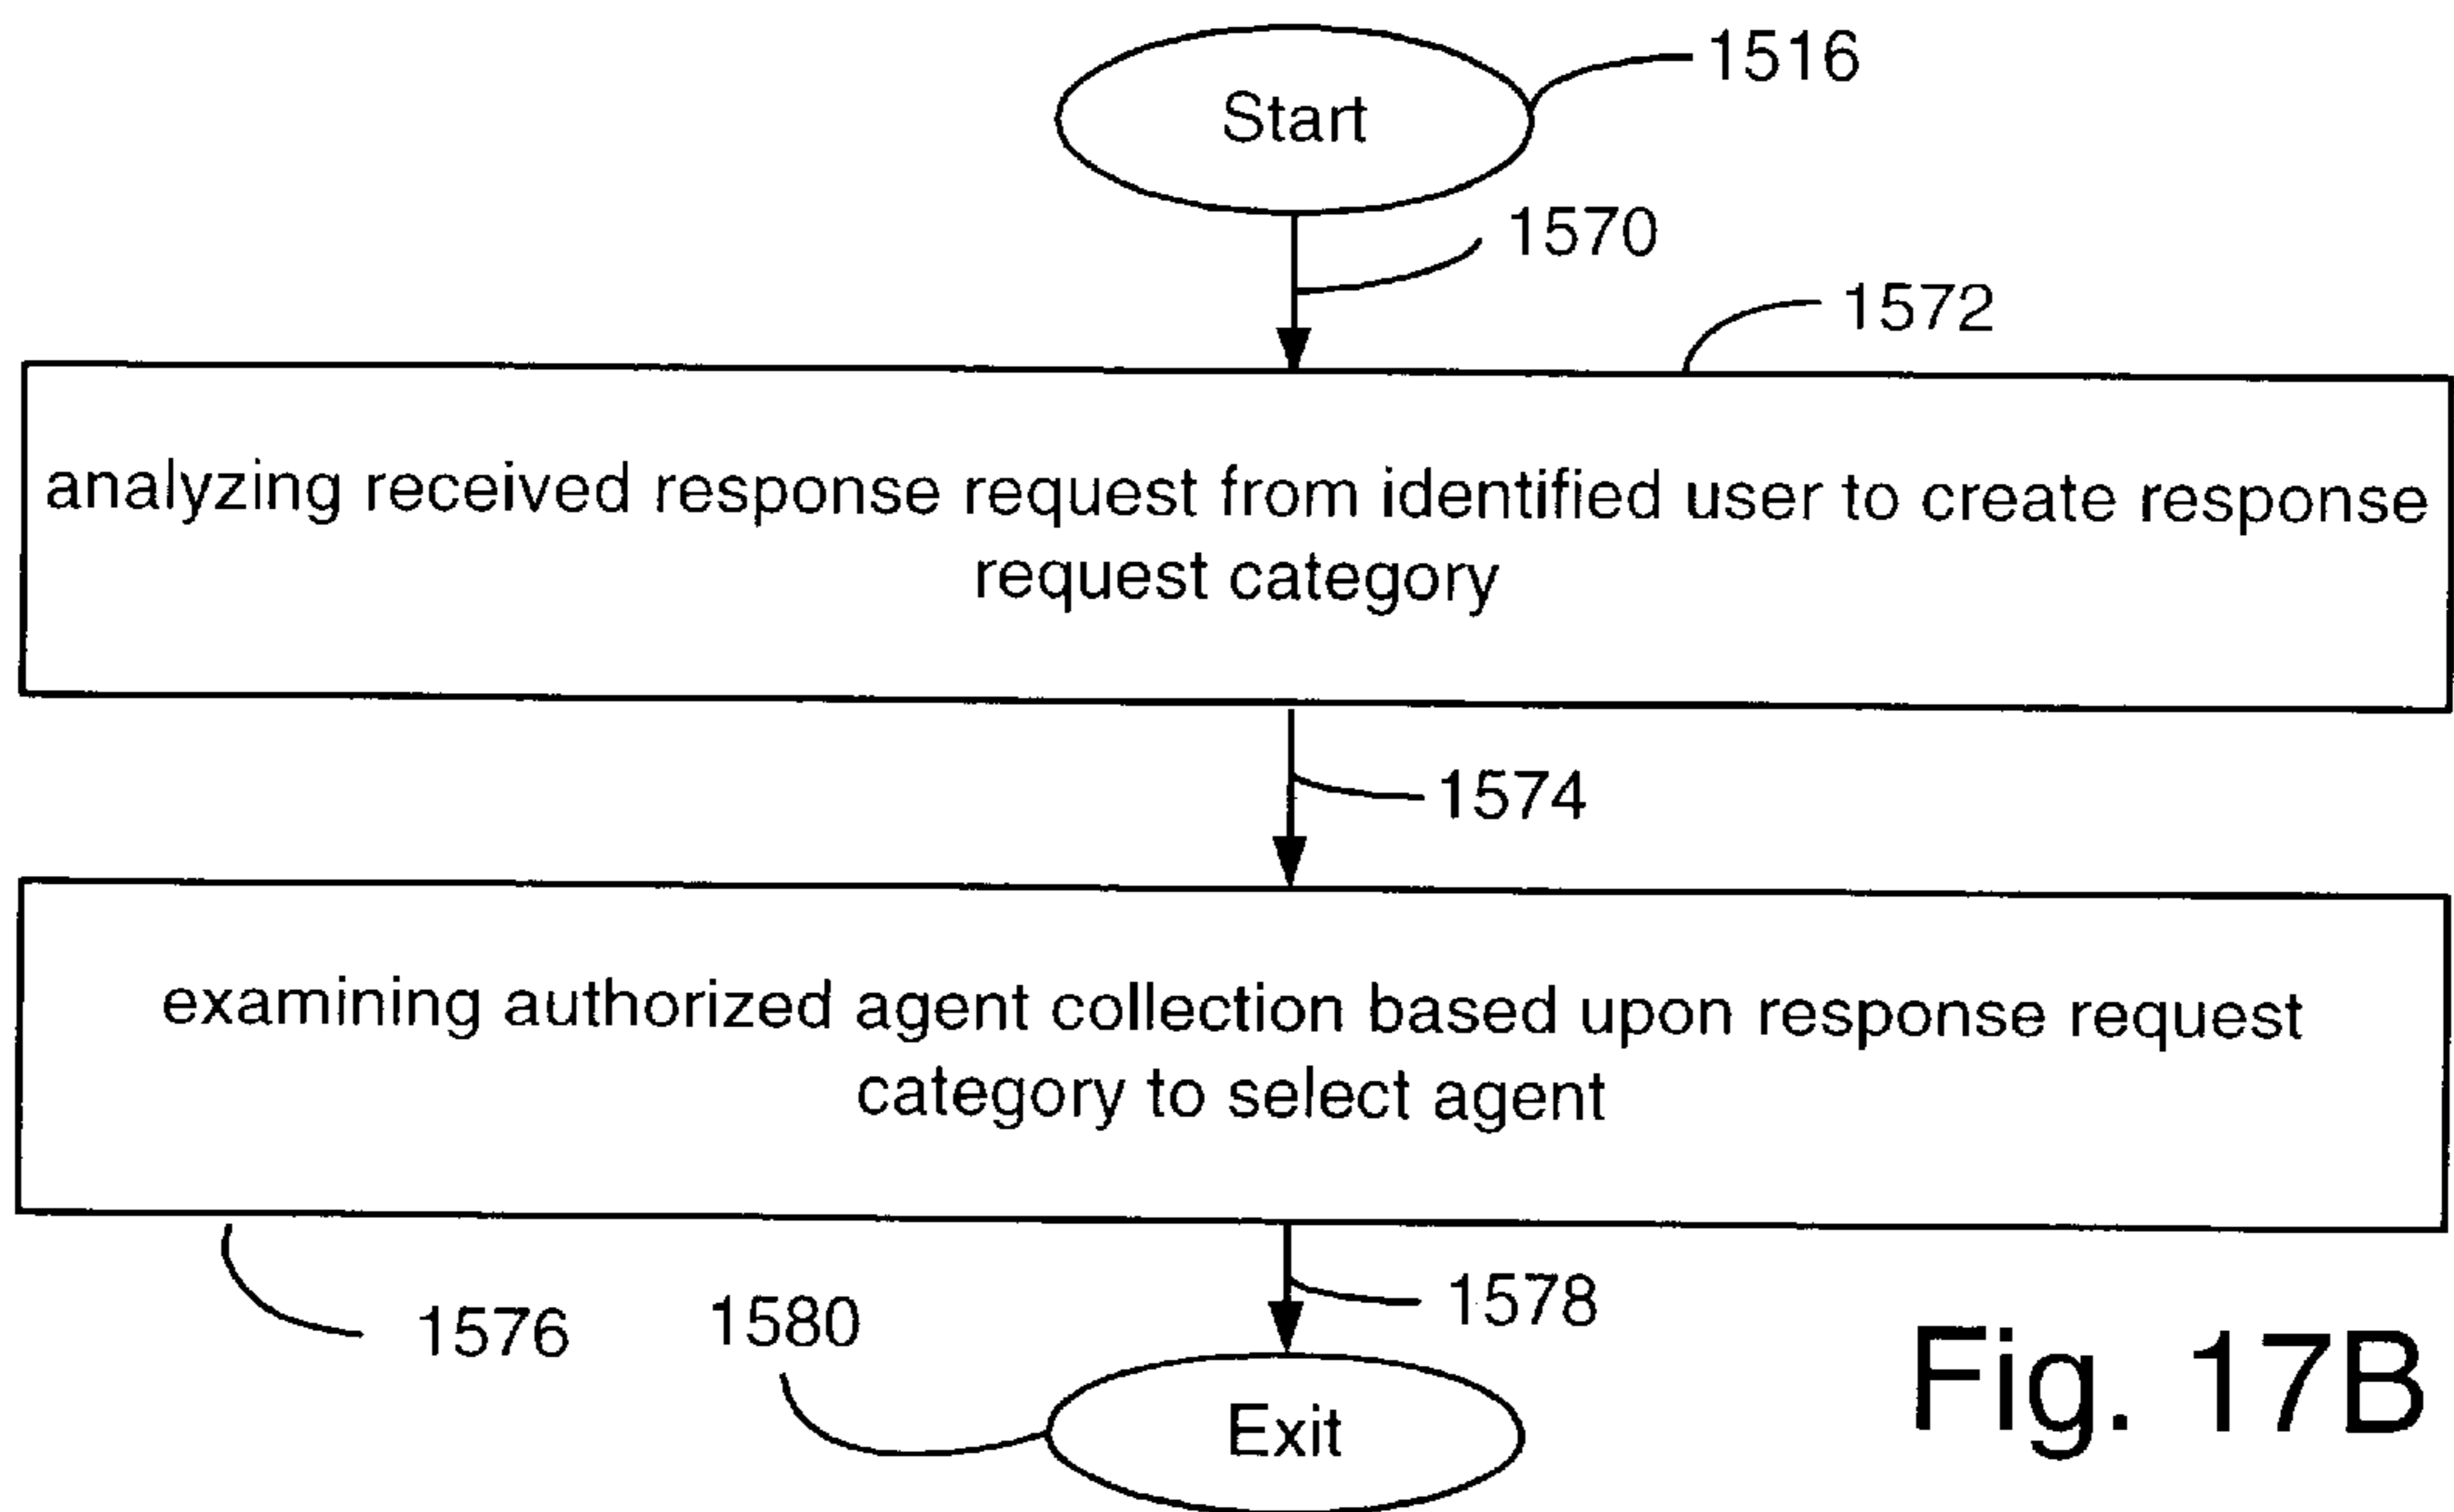 Start
1516
1570
1572
analyzing received response request from identified user to create response
request category
1574
examining authorized agent collection based upon response request
category to select agent
1576
1580
1578
Exit
Fig. 17B